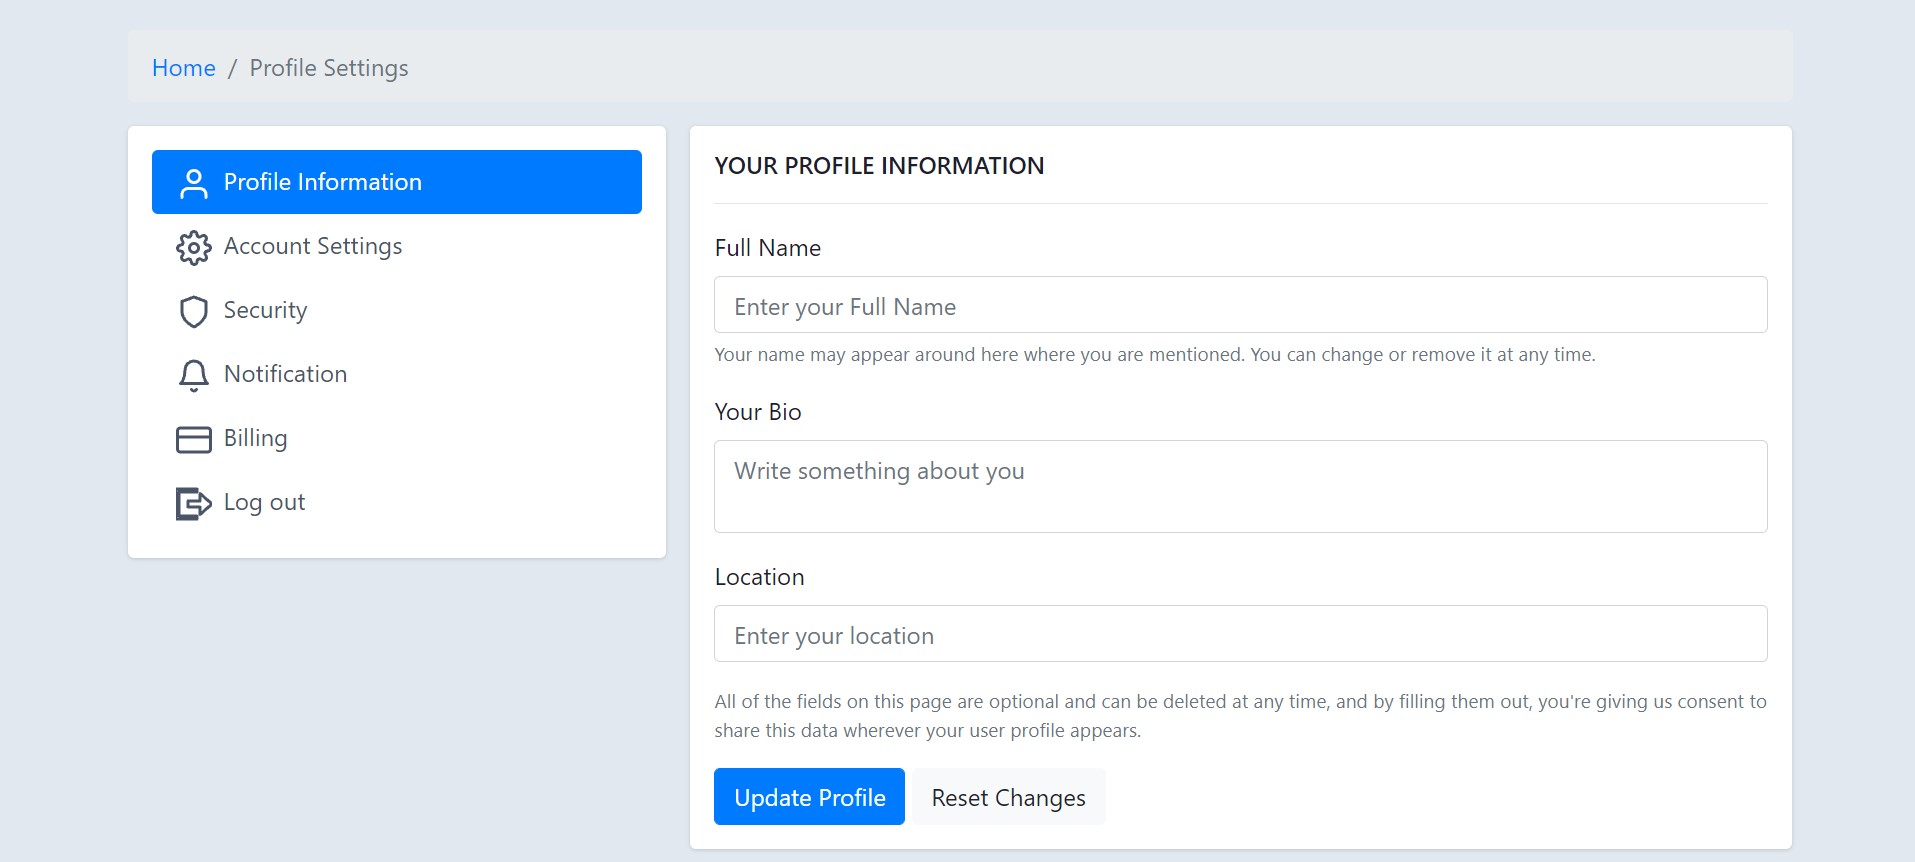 Home / Profile Settings
Profile Information
Account Settings
Security
Notification
Billing
Log out
YOUR PROFILE INFORMATION
Full Name
Enter your Full Name
Your name may appear around here where you are mentioned. You can change or remove it at any time.
Your Bio
Write something about you
Location
Enter your location
All of the fields on this page are optional and can be deleted at any time, and by filling them out, you're giving us consent to
share this data wherever your user profile appears.
Update Profile Reset Changes